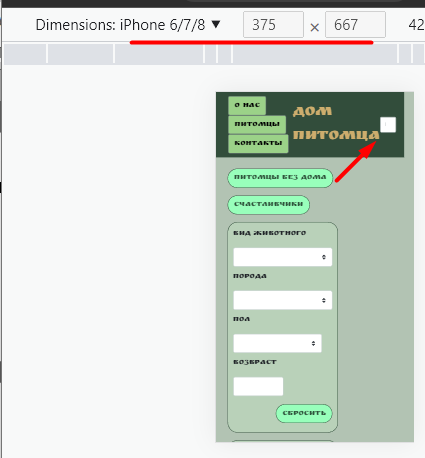 Dimensions: iPhone 6/7/8 ▼ 375 × 667 42
О НАС
ПИТОМЦЫ
КОНТАКТЫ
ДОМ
ПИТОМЦА
ПИТОМЦЫ БЕЗ ДОМА
СЧАСТЛИВЧИКИ
ВИД ЖИВОТНОГО
ПОРОДА
ПОЛ
ВОЗРАСТ
СБРОСИТЬ